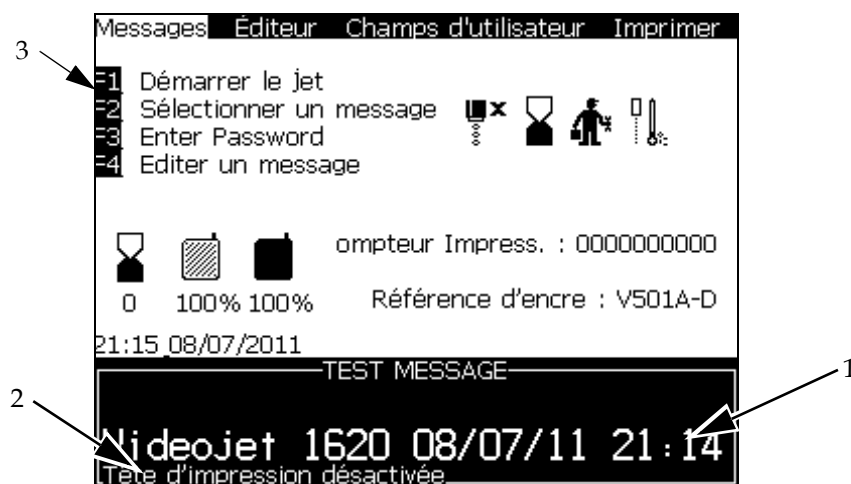 Messages Éditeur Champs d'utilisateur Imprimer
3
F1 Démarrer le jet
F2 Sélectionner un message
F3 Enter Password
F4 Editer un message
ompteur Impress. : 0000000000
0 100% 100% Référence d'encre : V501A-D
21:15 08/07/2011
TEST MESSAGE
1
2
Videojet 1620 08/07/11 21:14
Tête d'impression désactivée